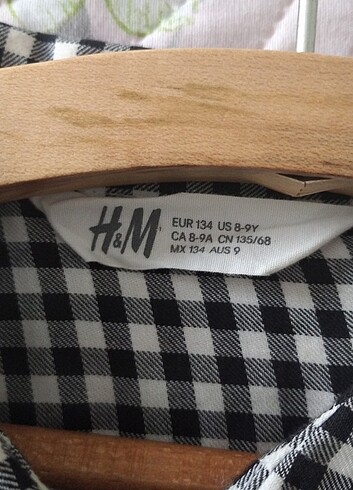 H&M
EUR 134 US 8-9Y
CA 8-9A CN 135/68
MX 134 AUS 9